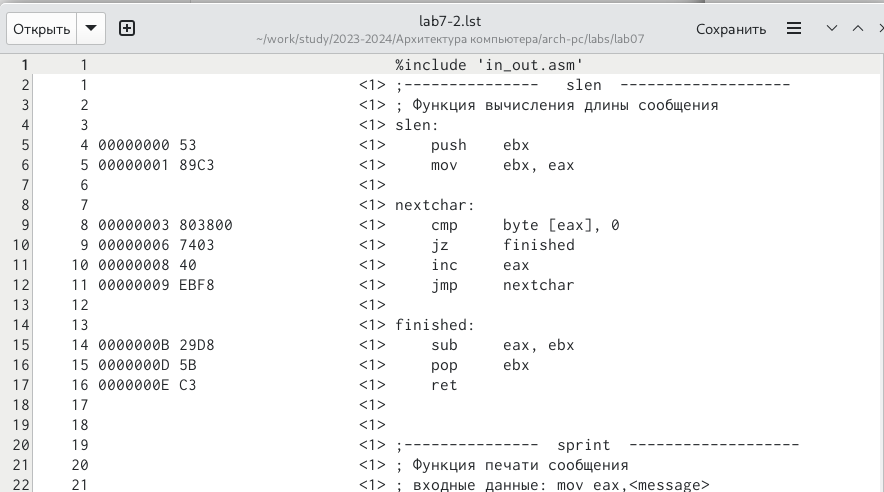 Открыть
lab7-2.lst
~/work/study/2023-2024/Архитектура компьютера/arch-pc/labs/lab07
Сохранить
1 1 %include 'in_out.asm'
2 1 <1> ;--------------- slen -------------------
3 2 <1> ; Функция вычисления длины сообщения
4 3 <1> slen:
5 4 00000000 53 <1> push ebx
6 5 00000001 89C3 <1> mov ebx, eax
7 6 <1>
8 7 <1> nextchar:
9 8 00000003 803800 <1> cmp byte [eax], 0
10 9 00000006 7403 <1> jz finished
11 10 00000008 40 <1> inc eax
12 11 00000009 EBF8 <1> jmp nextchar
13 12 <1>
14 13 <1> finished:
15 14 0000000B 29D8 <1> sub eax, ebx
16 15 0000000D 5B <1> pop ebx
17 16 0000000E C3 <1> ret
18 17 <1>
19 18 <1>
20 19 <1> ;--------------- sprint -------------------
21 20 <1> ; Функция печати сообщения
22 21 <1> ; входные данные: mov eax,<message>